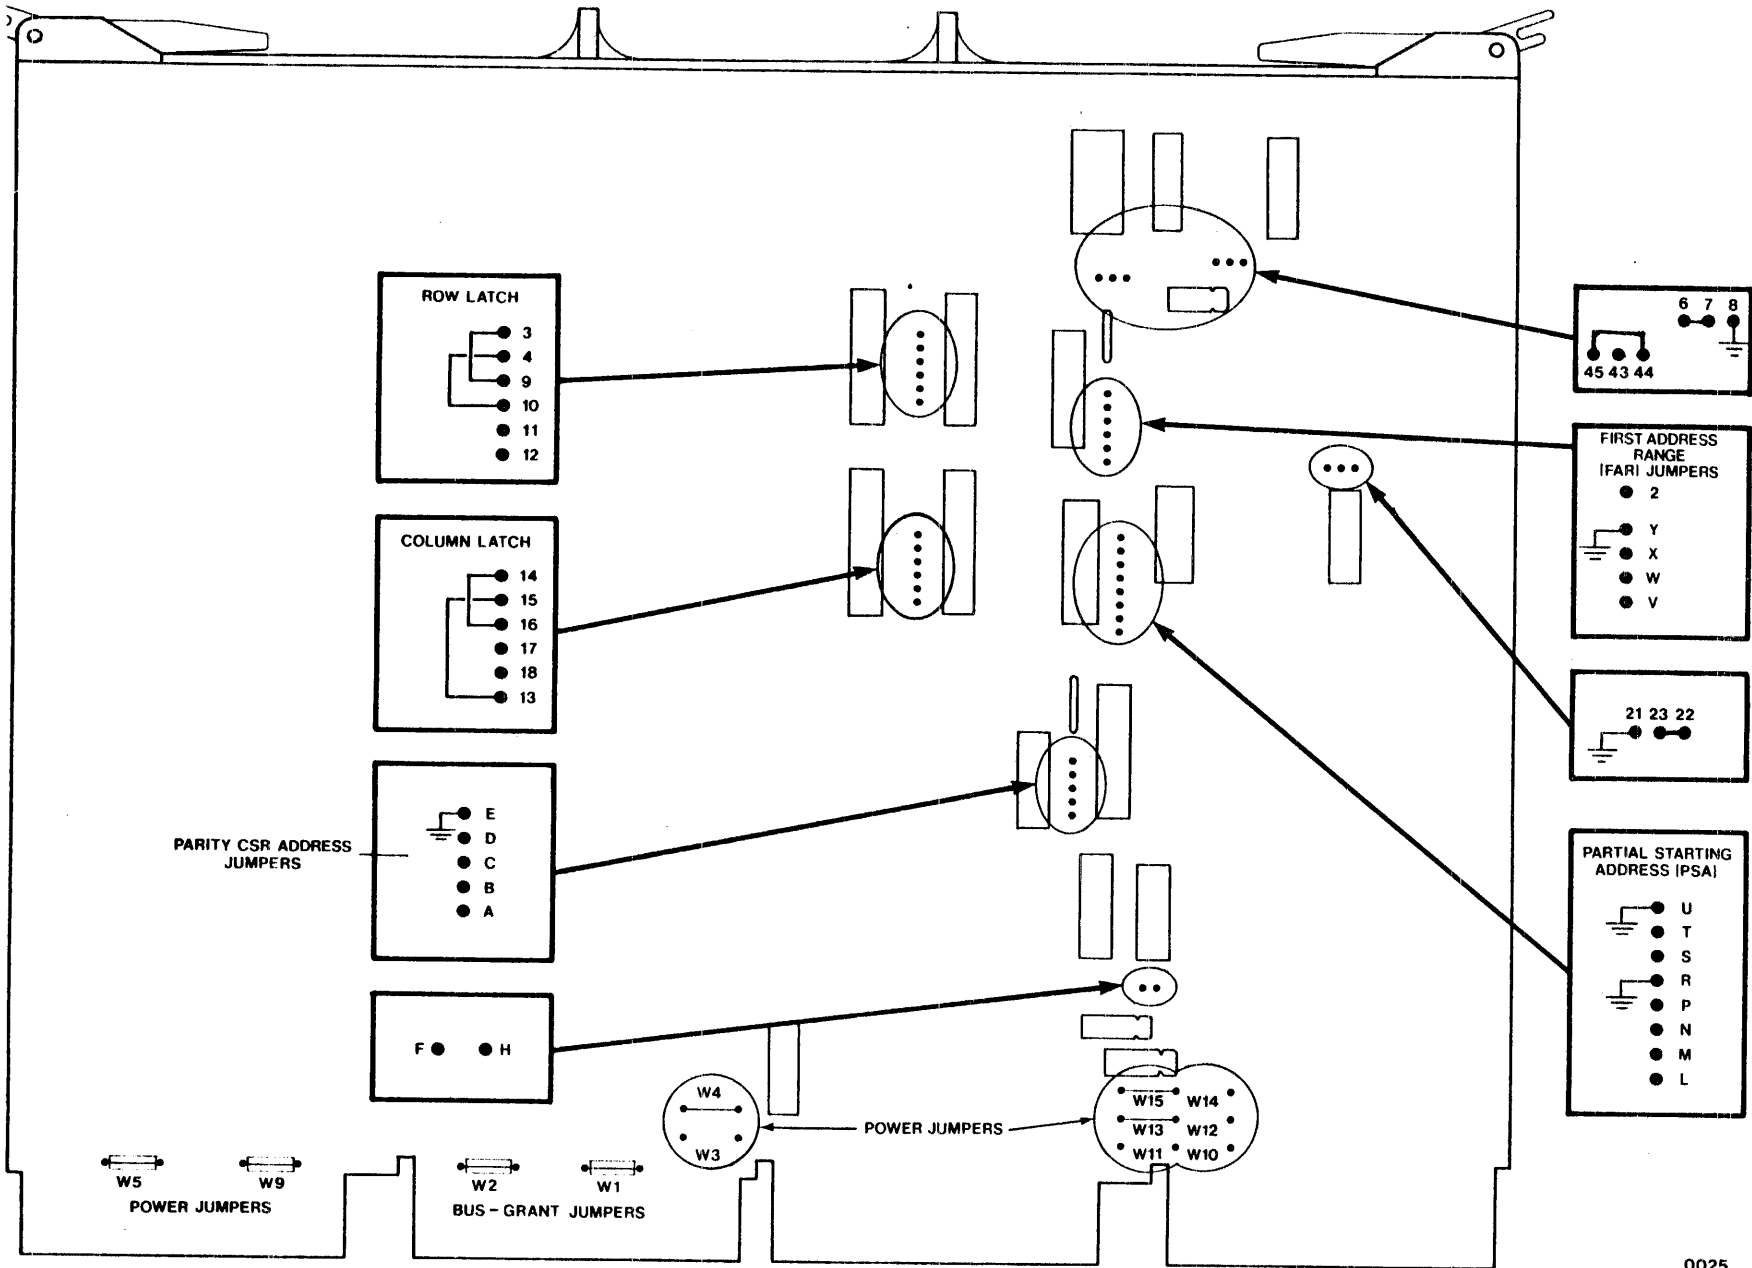 ROW LATCH
3
4
9
10
11
12
COLUMN LATCH
14
15
16
17
18
13
PARITY CSR ADDRESS
JUMPERS
E
D
C
B
A
F H
6 7 8
45 43 44
FIRST ADDRESS
RANGE
(FAR) JUMPERS
2
Y
X
W
V
21 23 22
PARTIAL STARTING
ADDRESS (PSA)
U
T
S
R
P
N
M
L
W4
W3
POWER JUMPERS
W15 W14
W13 W12
W11 W10
W5 W9
POWER JUMPERS
W2 W1
BUS-GRANT JUMPERS
0025